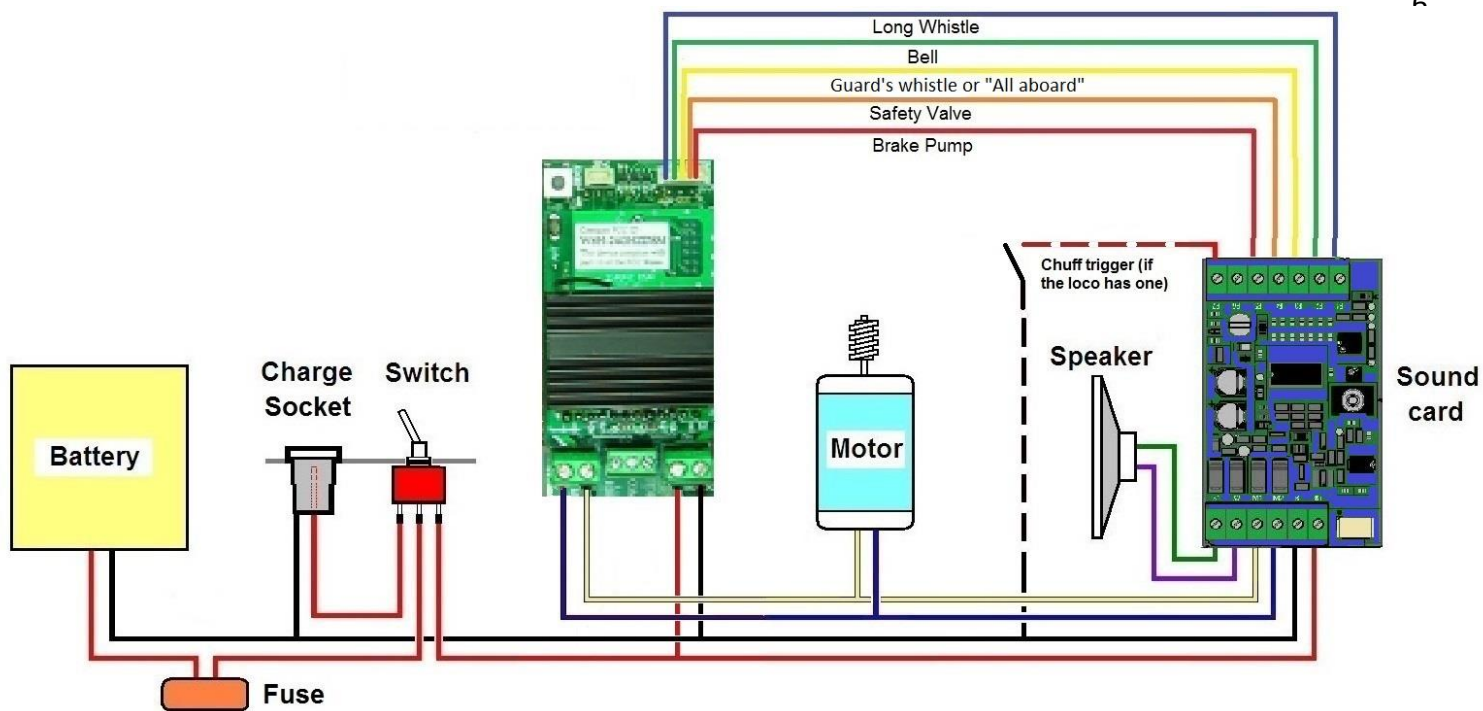 Long Whistle
Bell
Guard's whistle or "All aboard"
Safety Valve
Brake Pump
Chuff trigger (if
the loco has one)
Charge
Socket
Switch
Speaker
Sound
card
Battery
Motor
Fuse